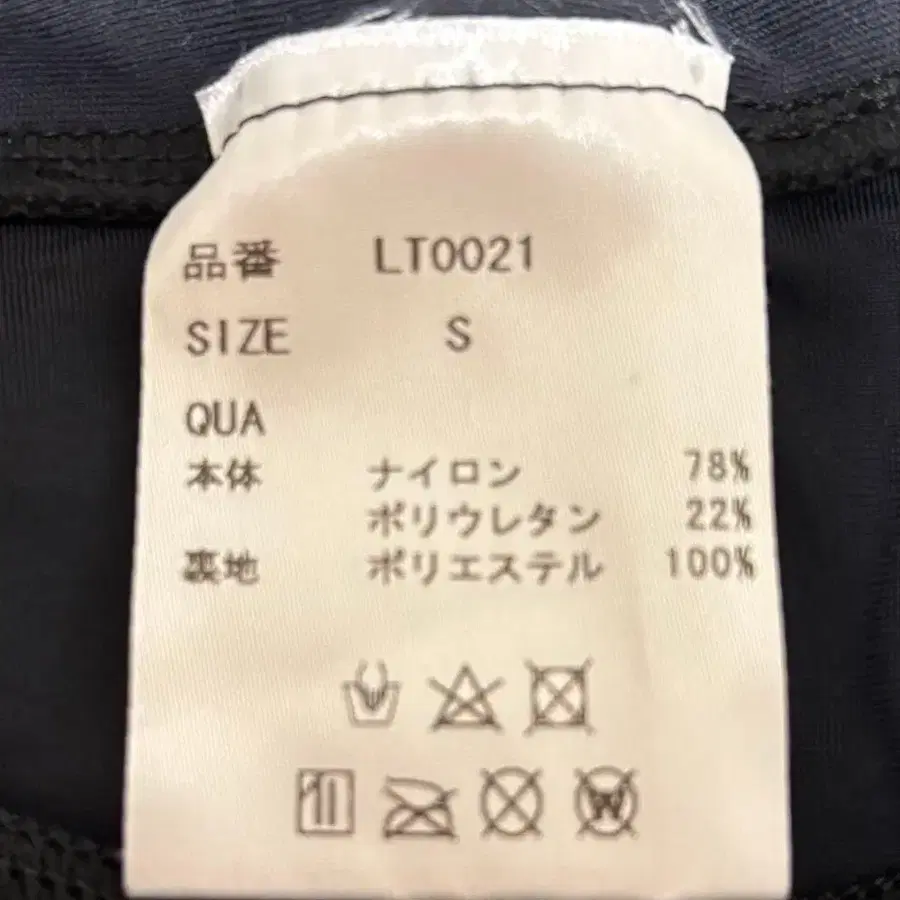 品番 LT0021
SIZE S
QUA
本体 ナイロン 78%
ポリウレタン 22%
裏地 ポリエステル 100%
W